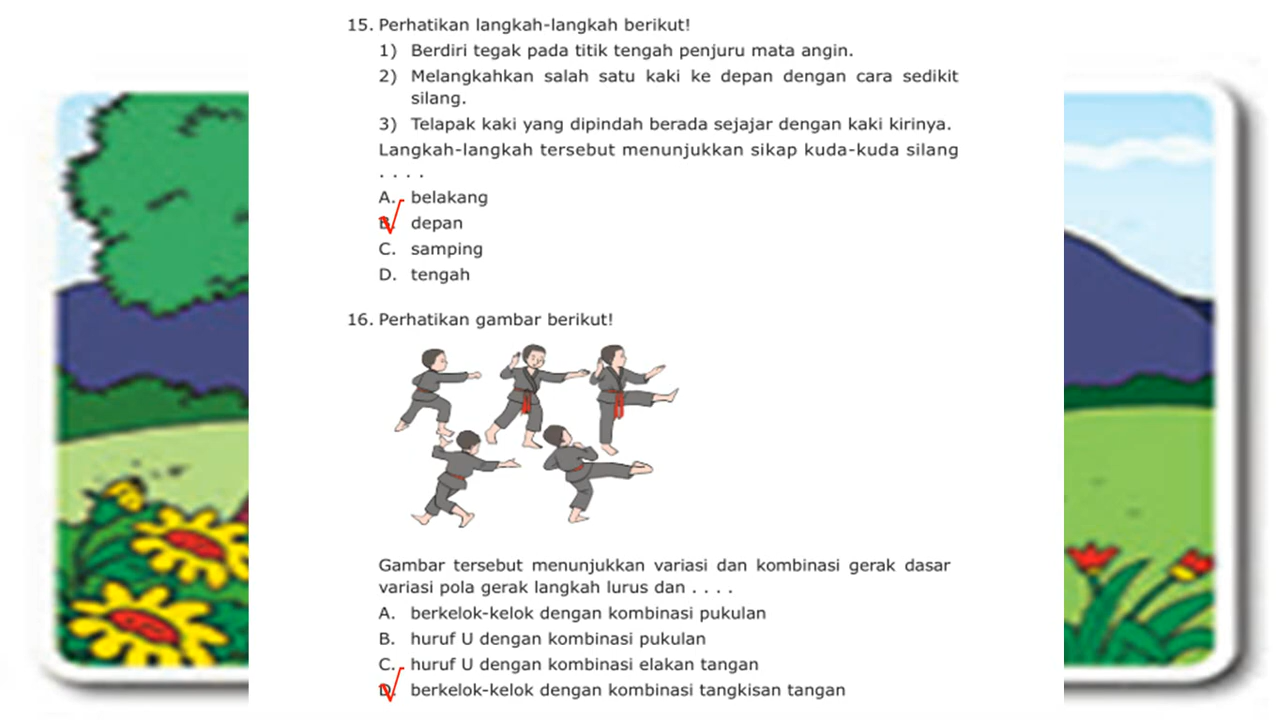 15. Perhatikan langkah-langkah berikut!
1) Berdiri tegak pada titik tengah penjuru mata angin.
2) Melangkahkan salah satu kaki ke depan dengan cara sedikit
silang.
3) Telapak kaki yang dipindah berada sejajar dengan kaki kirinya.
Langkah-langkah tersebut menunjukkan sikap kuda-kuda silang
. . . .
A. belakang
B. depan
C. samping
D. tengah
16. Perhatikan gambar berikut!
Gambar tersebut menunjukkan variasi dan kombinasi gerak dasar
variasi pola gerak langkah lurus dan . . . .
A. berkelok-kelok dengan kombinasi pukulan
B. huruf U dengan kombinasi pukulan
C. huruf U dengan kombinasi elakan tangan
D. berkelok-kelok dengan kombinasi tangkisan tangan